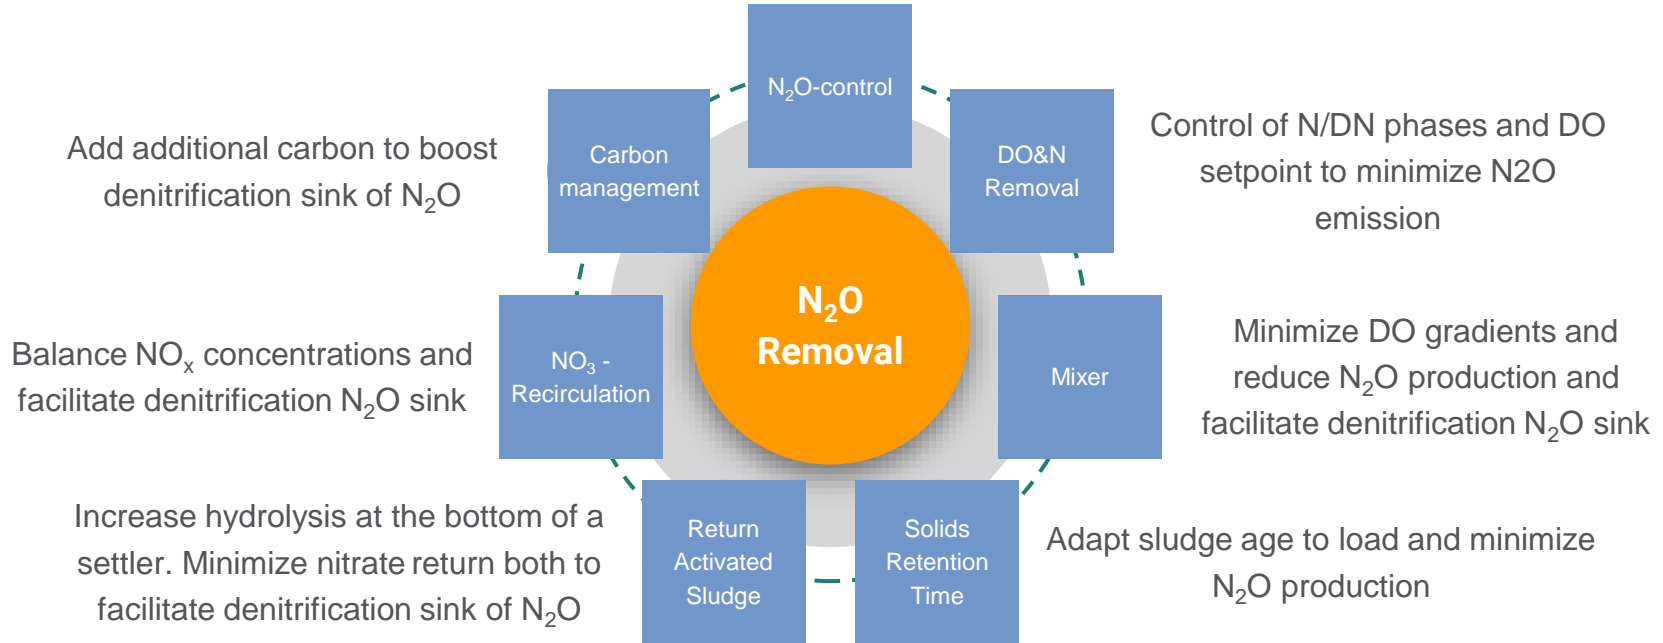 N₂O-control
Carbon
management
DO&N
Removal
Add additional carbon to boost
denitrification sink of N₂O
Control of N/DN phases and DO
setpoint to minimize N2O
emission
N₂O
Removal
NO₃ -
Recirculation
Mixer
Balance NOₓ concentrations and
facilitate denitrification N₂O sink
Minimize DO gradients and
reduce N₂O production and
facilitate denitrification N₂O sink
Return
Activated
Sludge
Solids
Retention
Time
Increase hydrolysis at the bottom of a
settler. Minimize nitrate return both to
facilitate denitrification sink of N₂O
Adapt sludge age to load and minimize
N₂O production